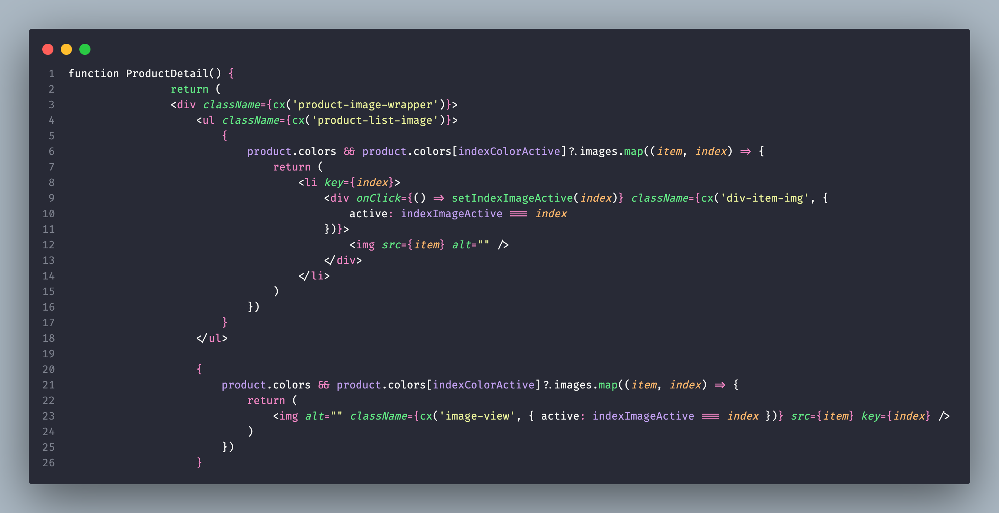 1 function ProductDetail() {
2 return (
3 <div className={cx('product-image-wrapper')}>
4 <ul className={cx('product-list-image')}>
5 {
6 product.colors && product.colors[indexColorActive]?.images.map((item, index) => {
7 return (
8 <li key={index}>
9 <div onClick={() => setIndexImageActive(index)} className={cx('div-item-img', {
10 active: indexImageActive === index
11 })}>
12 <img src={item} alt="" />
13 </div>
14 </li>
15 )
16 })
17 }
18 </ul>
19
20 {
21 product.colors && product.colors[indexColorActive]?.images.map((item, index) => {
22 return (
23 <img alt="" className={cx('image-view', { active: indexImageActive === index })} src={item} key={index} />
24 )
25 })
26 }